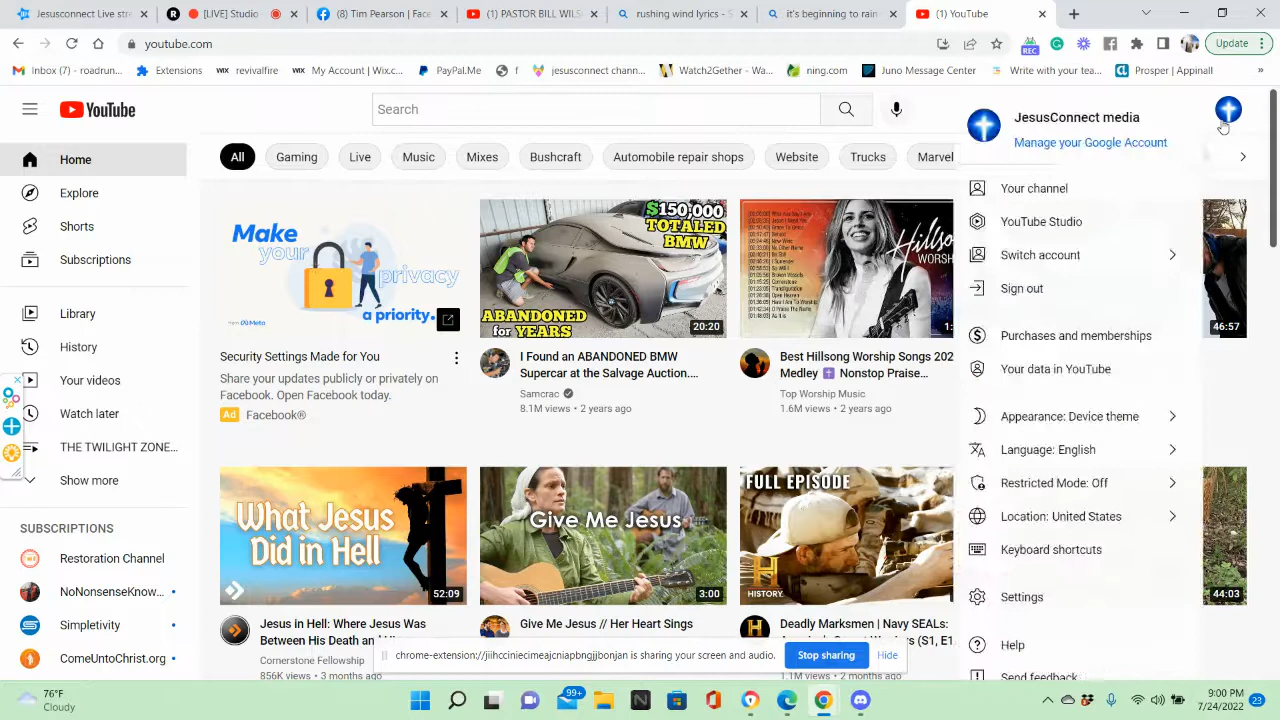 JesusConnect Live stre
[LIVE] Studio
(8) Tim Pearson | Face
(1) PASTOR BILL WILS
rushing wind lyrics - S
it's beginning to rain
(1) YouTube
youtube.com
REC
Update
Inbox (7) - roadrun...
Extensions
WIX revivalfire
WIX My Account | Wix.c...
PayPal.Me
f
jesusconnect chann...
Watch2Gether - Wa...
ning.com
Juno Message Center
Write with your tea...
Prosper | Appinall
»
YouTube
Search
JesusConnect media
Manage your Google Account
All
Gaming
Live
Music
Mixes
Bushcraft
Automobile repair shops
Website
Trucks
Marvel
Home
Explore
Shorts
Subscriptions
Library
History
Your videos
Watch later
THE TWILIGHT ZONE...
Show more
SUBSCRIPTIONS
Restoration Channel
NoNonsenseKnow...
Simpletivity
ComeUntoChrist.org
Make
your
privacy
a priority.
from Meta
Security Settings Made for You
Share your updates publicly or privately on
Facebook. Open Facebook today.
Ad Facebook®
$150,000
TOTALED
BMW
ABANDONED
for YEARS
20:20
I Found an ABANDONED BMW
Supercar at the Salvage Auction....
Samcrac
8.1M views • 2 years ago
Hillson
WORSH
1:
Best Hillsong Worship Songs 202
Medley ✝️ Nonstop Praise...
Top Worship Music
1.6M views • 2 years ago
46:57
What Jesus
Did in Hell
52:09
Jesus in Hell: Where Jesus Was
Between His Death and H
Cornerstone Fellowship
856K views • 3 months ago
Give Me Jesus
3:00
Give Me Jesus // Her Heart Sings
FULL EPISODE
H
HISTORY.
Deadly Marksmen | Navy SEALs:
(S1, E1
1.1M views • 2 months ago
44:03
Your channel
YouTube Studio
Switch account
Sign out
Purchases and memberships
Your data in YouTube
Appearance: Device theme
Language: English
Restricted Mode: Off
Location: United States
Keyboard shortcuts
Settings
Help
Send feedback
chrome-extension://jiihcciniecimeajcniapbngjjbonjan is sharing your screen and audio.
Stop sharing
Hide
76°F
Cloudy
99+
9:00 PM
7/24/2022
23